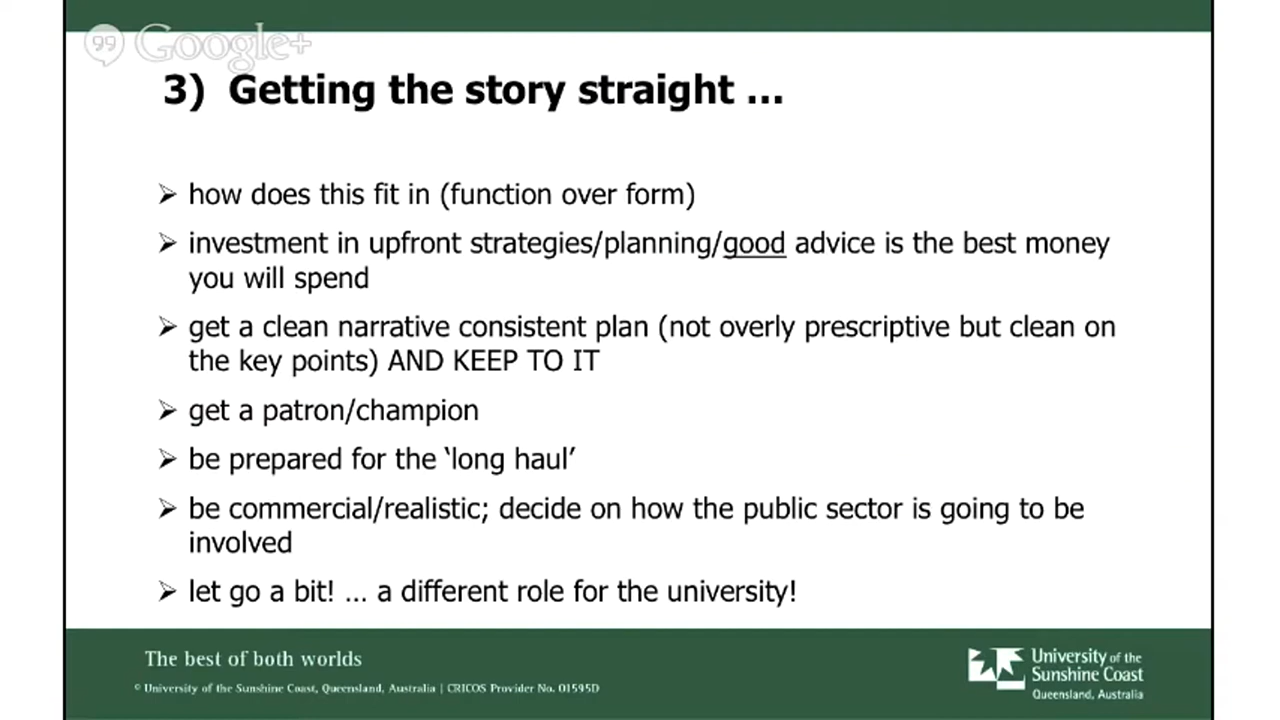 Google+
3) Getting the story straight ...
➢ how does this fit in (function over form)
➢ investment in upfront strategies/planning/good advice is the best money
you will spend
➢ get a clean narrative consistent plan (not overly prescriptive but clean on
the key points) AND KEEP TO IT
➢ get a patron/champion
➢ be prepared for the ‘long haul’
➢ be commercial/realistic; decide on how the public sector is going to be
involved
➢ let go a bit! ... a different role for the university!
The best of both worlds
© University of the Sunshine Coast, Queensland, Australia | CRICOS Provider No. 01595D
University of the
Sunshine Coast
Queensland, Australia